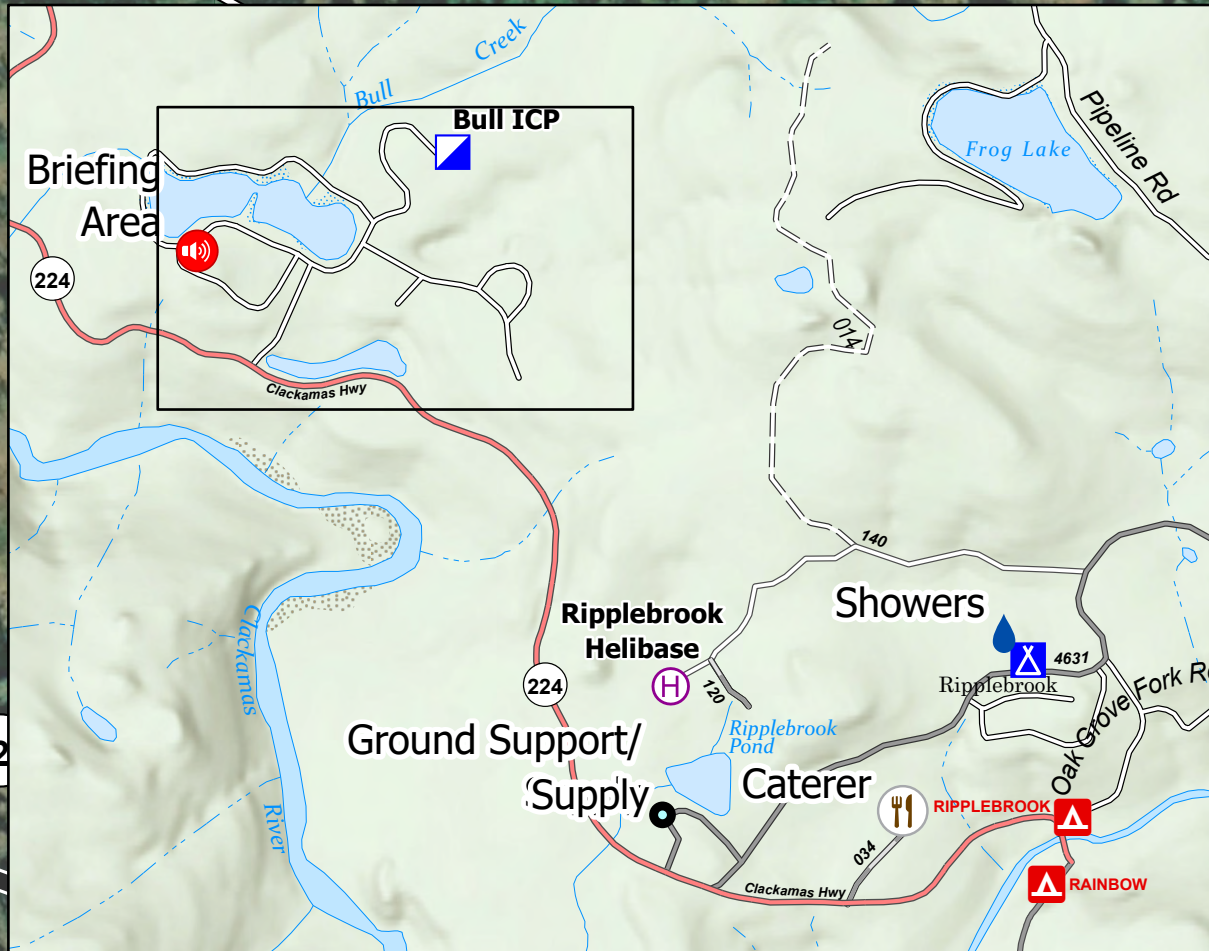 Creek
Bull
Bull ICP
Pipeline Rd
Frog Lake
Briefing
Area
224
014
Clackamas Hwy
140
Showers
Ripplebrook
Helibase
Clackamas
4631
Ripplebrook
224
120
Oak Grove Fork
Ground Support/
Supply
Ripplebrook
Pond
Caterer
H
RIPPLEBROOK
River
034
Clackamas Hwy
RAINBOW